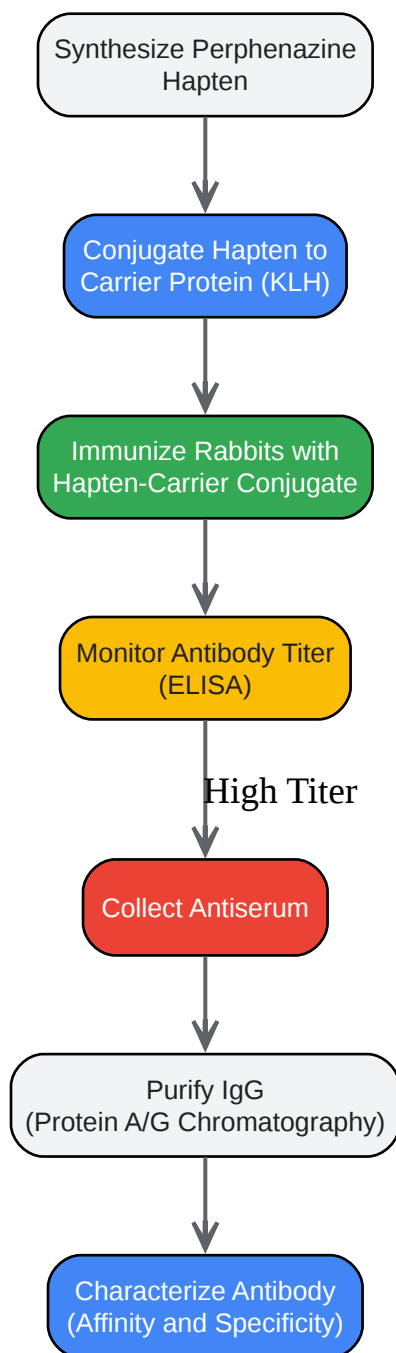 Synthesize Perphenazine
Hapten
Conjugate Hapten to
Carrier Protein (KLH)
Immunize Rabbits with
Hapten-Carrier Conjugate
Monitor Antibody Titer
(ELISA)
High Titer
Collect Antiserum
Purify IgG
(Protein A/G Chromatography)
Characterize Antibody
(Affinity and Specificity)